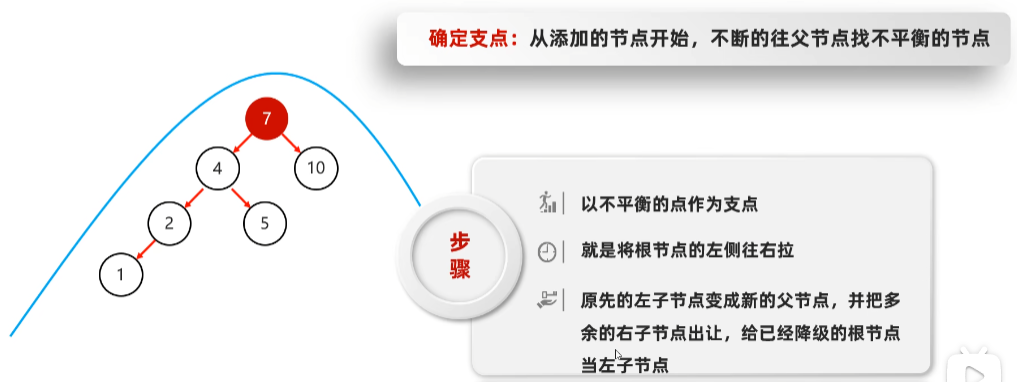 确定支点：从添加的节点开始，不断的往父节点找不平衡的节点
7
4
10
2
5
1
步
骤
以不平衡的点作为支点
就是将根节点的左侧往右拉
原先的左子节点变成新的父节点，并把多
余的右子节点出让，给已经降级的根节点
当左子节点